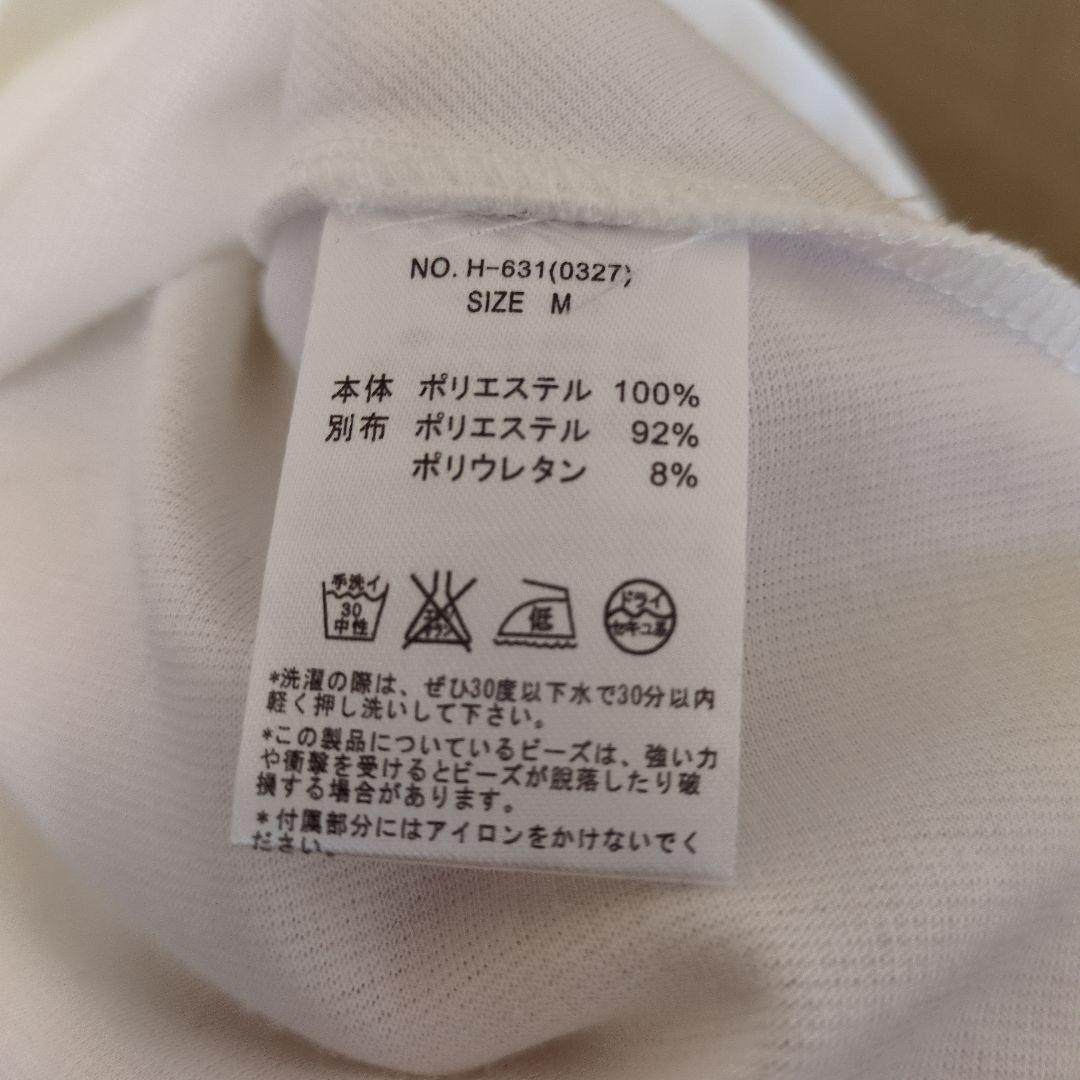 NO. H-631(0327)
SIZE M
本体 ポリエステル 100%
別布 ポリエステル 92%
ポリウレタン 8%
手洗イ
30
中性
低
ドライ
セキユ系
*洗濯の際は、ぜひ30度以下水で30分以内
軽く押し洗いして下さい。
*この製品についているビーズは、強い力
や衝撃を受けるとビーズが脱落したり破
損する場合があります。
*付属部分にはアイロンをかけないでく
ださい。